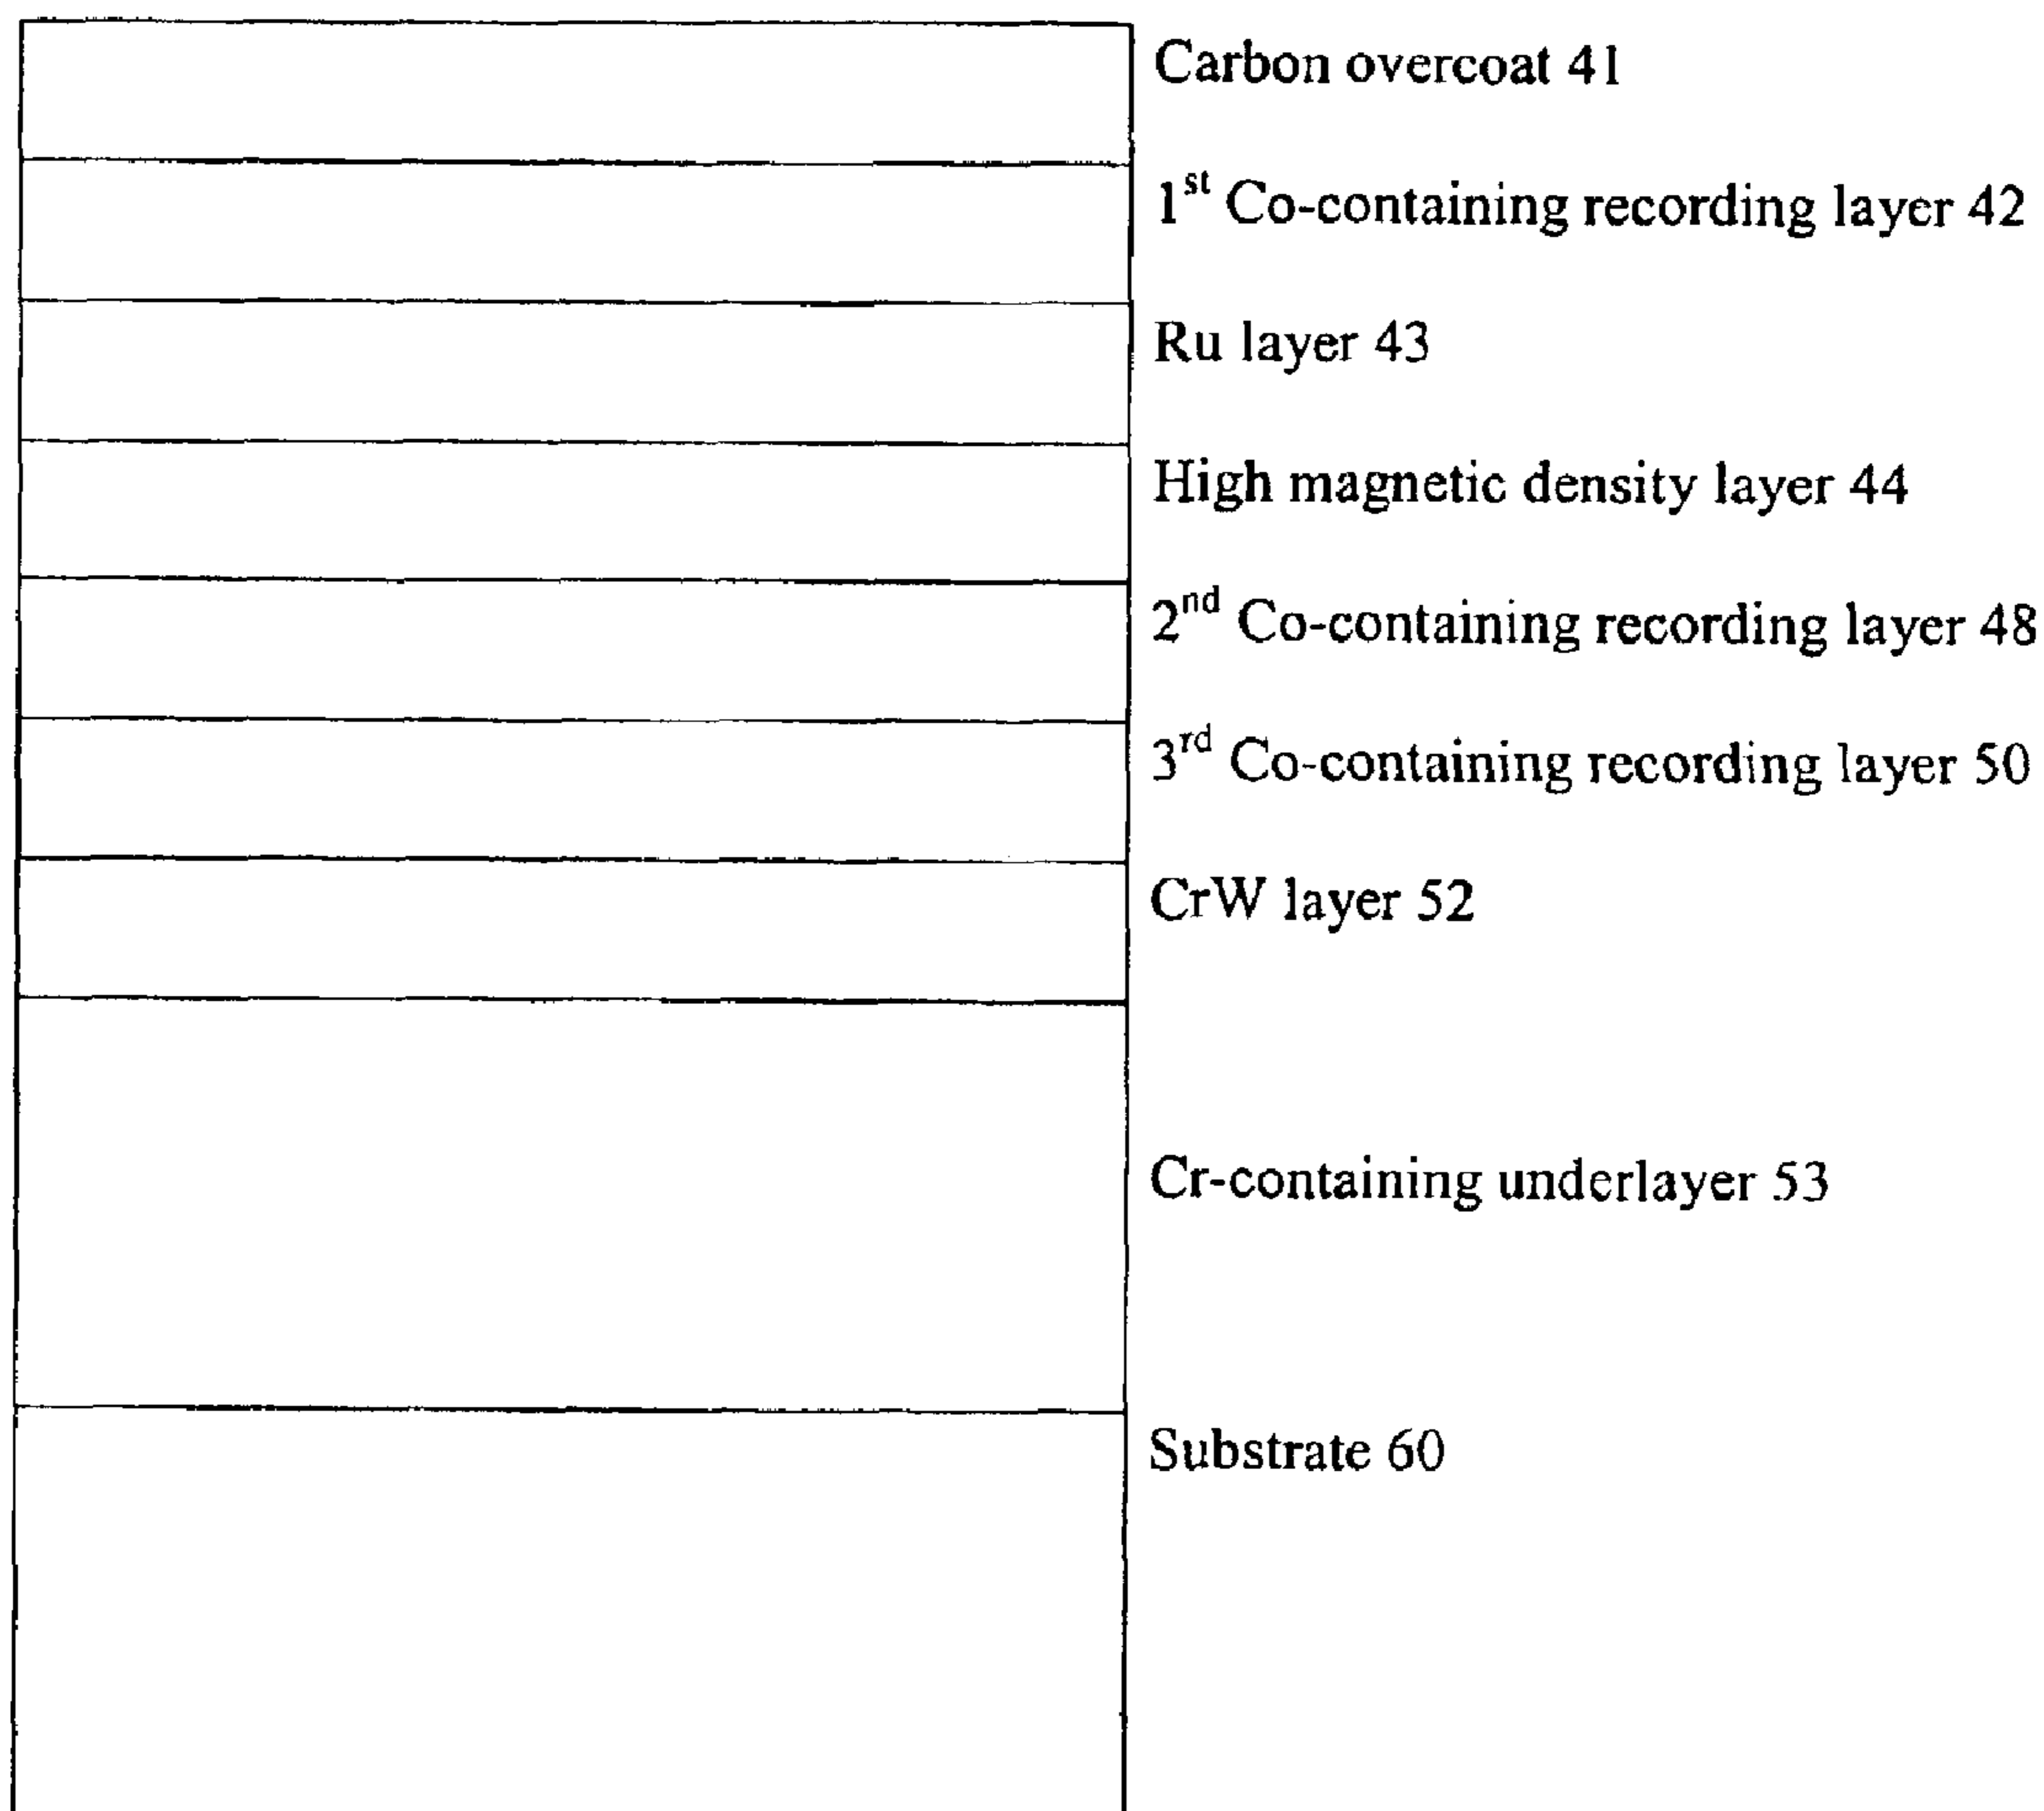 Carbon overcoat 41
1st Co-containing recording layer 42
Ru layer 43
High magnetic density layer 44
2nd Co-containing recording layer 48
3rd Co-containing recording layer 50
CrW layer 52
Cr-containing underlayer 53
Substrate 60